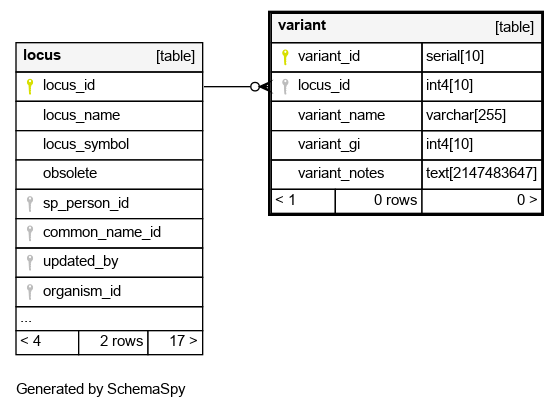 locus [table]
locus_id
locus_name
locus_symbol
obsolete
sp_person_id
common_name_id
updated_by
organism_id
...
< 4 2 rows 17 >
variant [table]
variant_id serial[10]
locus_id int4[10]
variant_name varchar[255]
variant_gi int4[10]
variant_notes text[2147483647]
< 1 0 rows 0 >
Generated by SchemaSpy